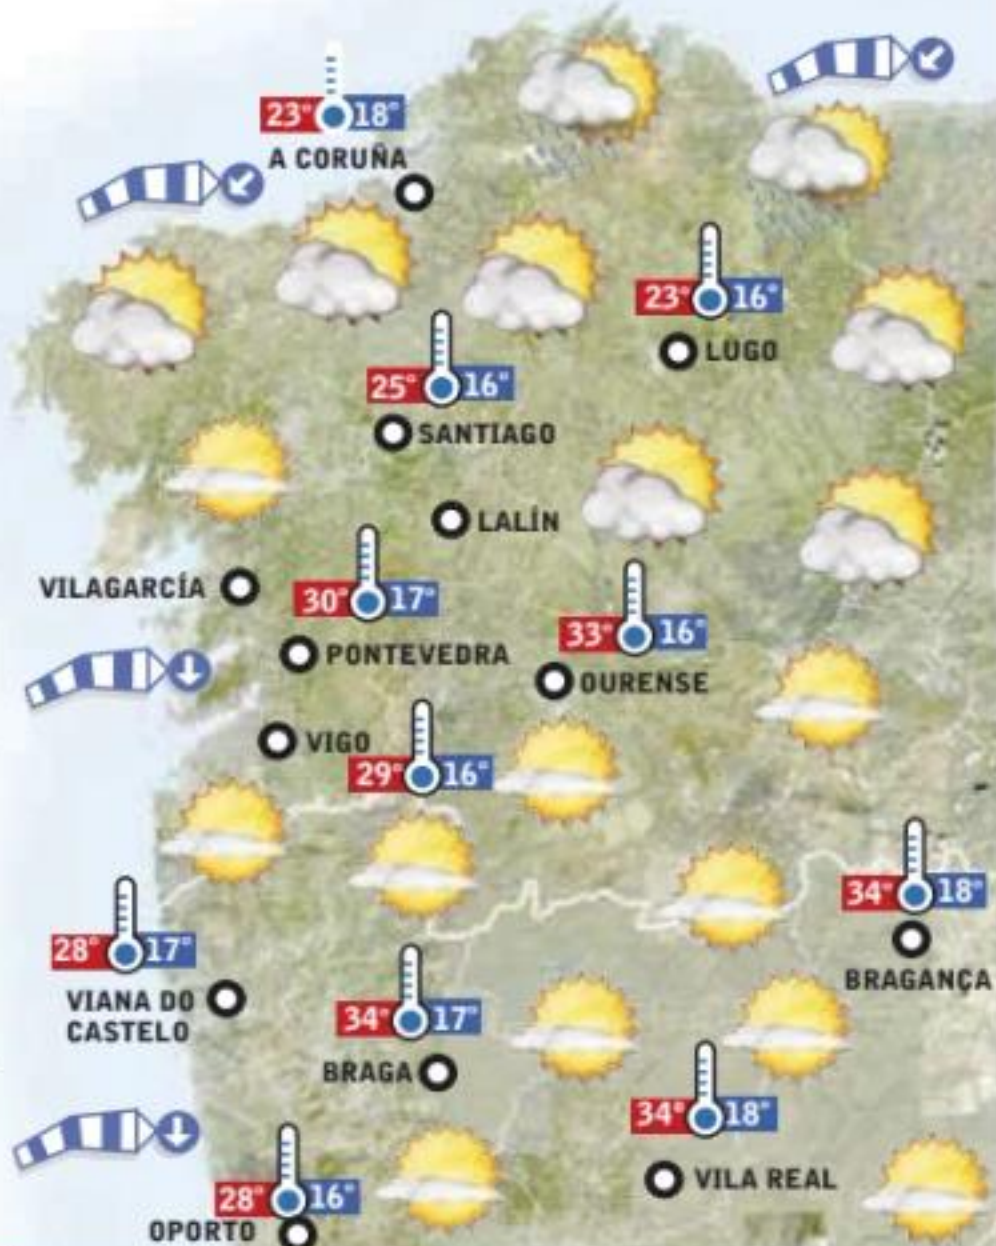 23° 18°
A CORUÑA
23° 16°
LUGO
25° 16°
SANTIAGO
LALÍN
VILAGARCÍA
30° 17°
PONTEVEDRA
33° 16°
OURENSE
VIGO
29° 16°
34° 18°
BRAGANÇA
28° 17°
VIANA DO
CASTELO
34° 17°
BRAGA
34° 18°
VILA REAL
28° 16°
OPORTO